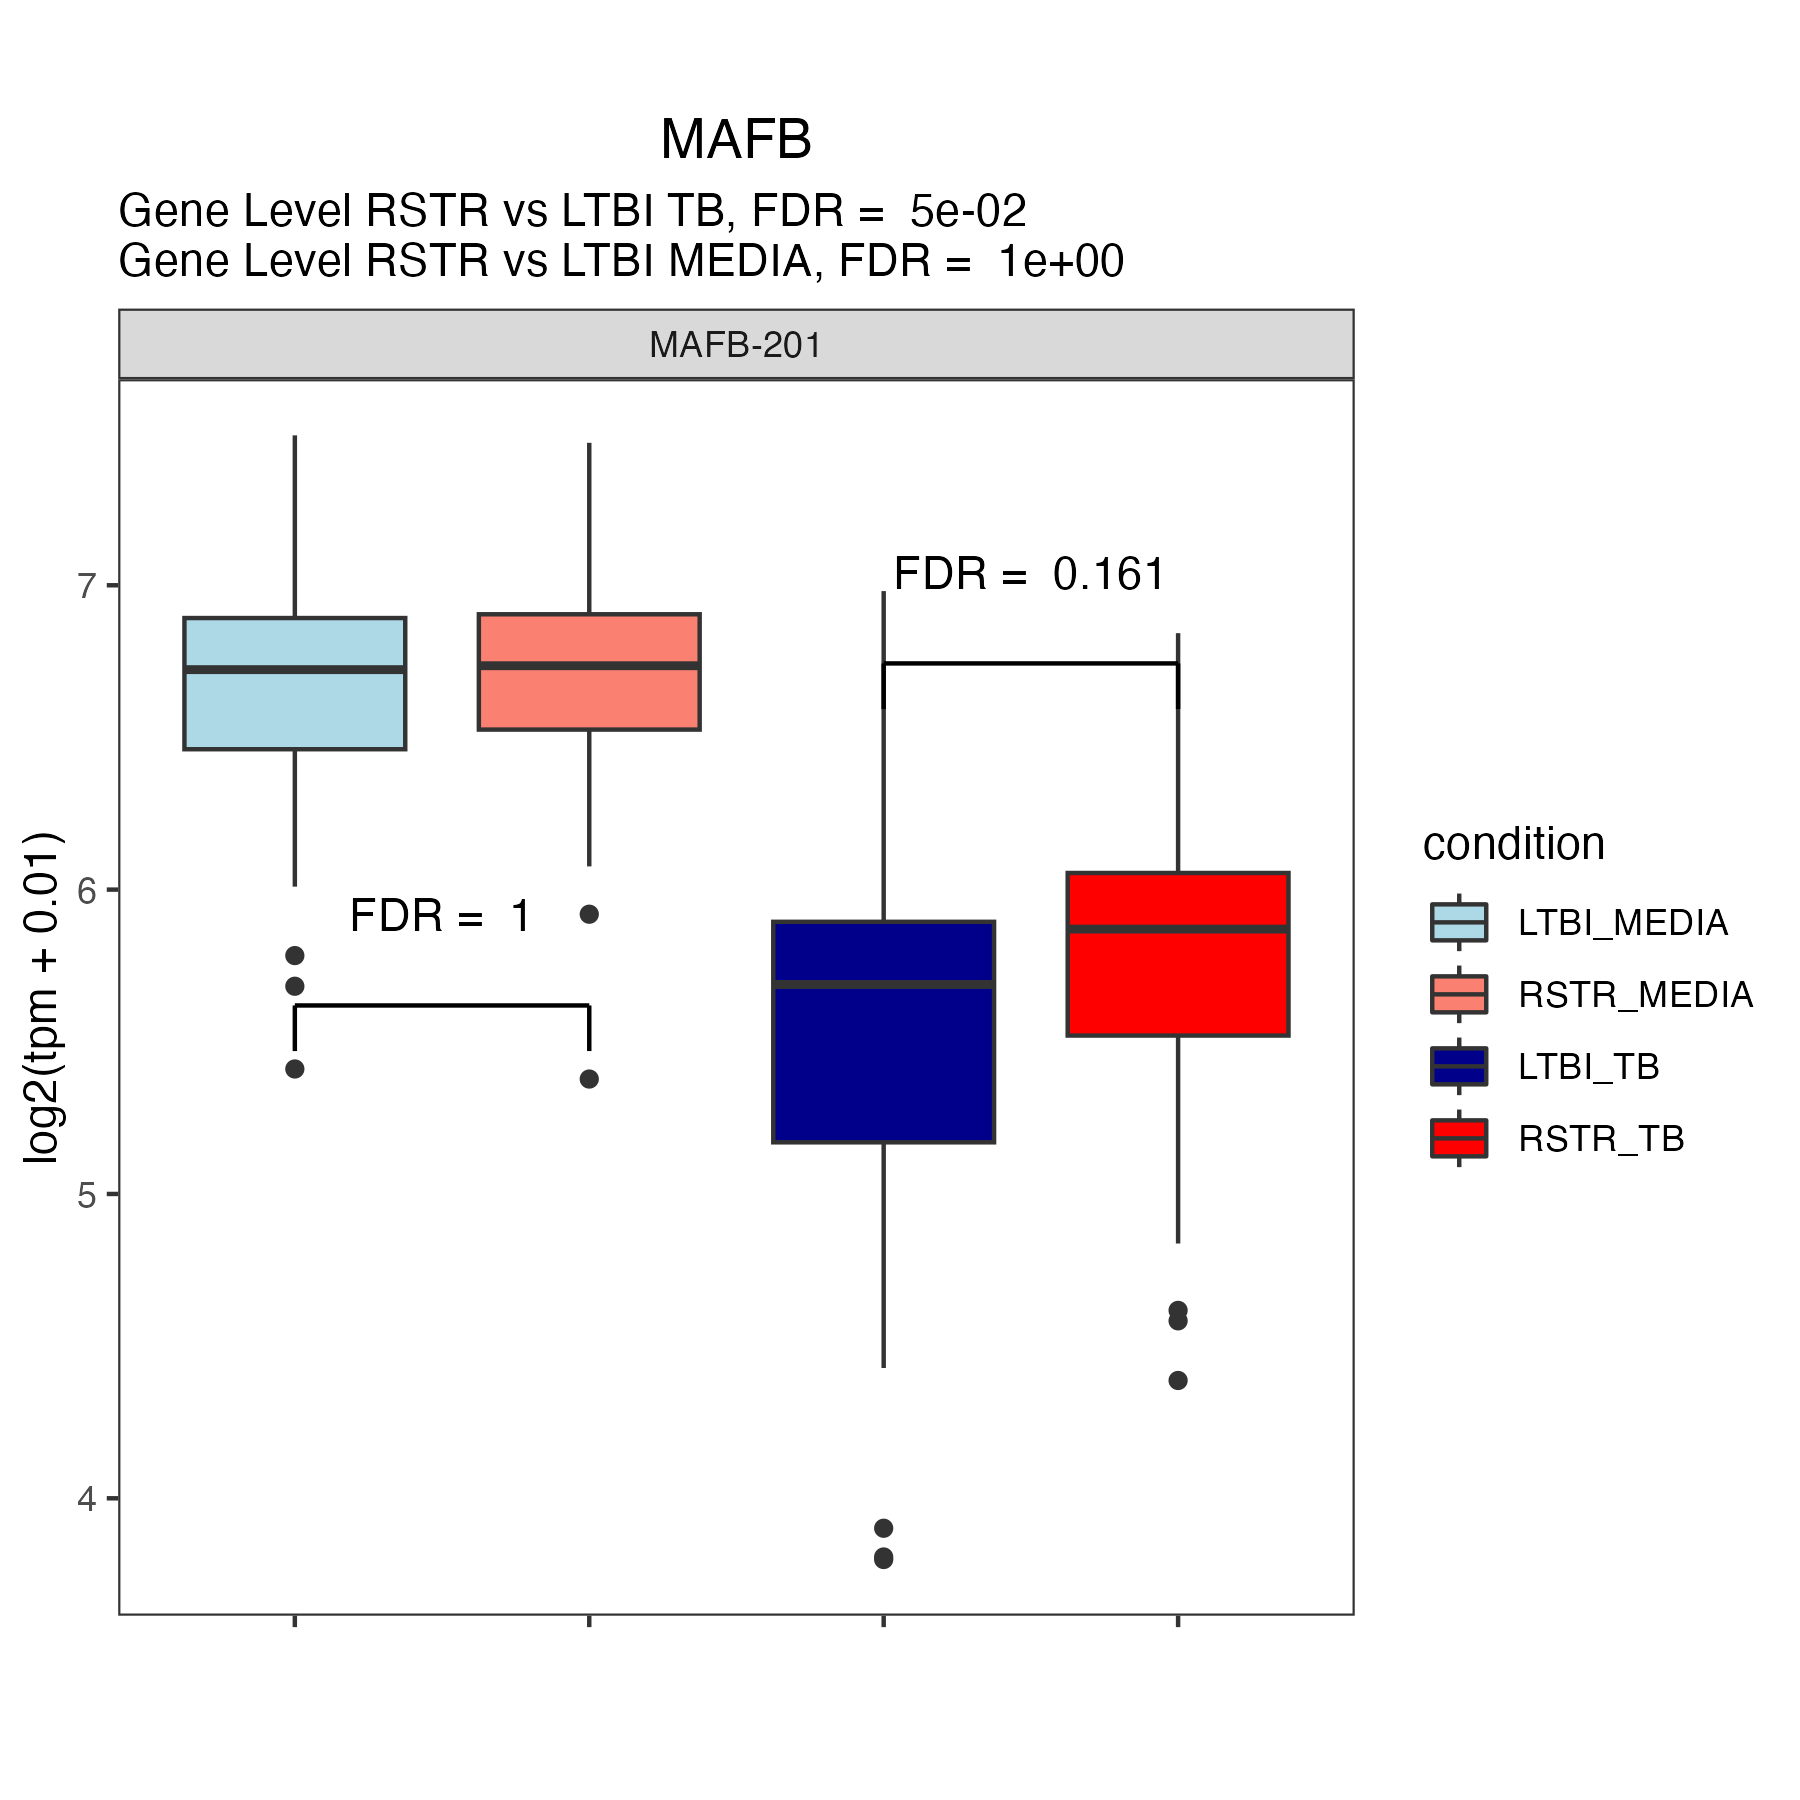 MAFB
Gene Level RSTR vs LTBI TB, FDR =  5e-02
Gene Level RSTR vs LTBI MEDIA, FDR =  1e+00
MAFB-201
log2(tpm + 0.01)
7
6
5
4
FDR =  1
FDR =  0.161
condition
LTBI_MEDIA
RSTR_MEDIA
LTBI_TB
RSTR_TB